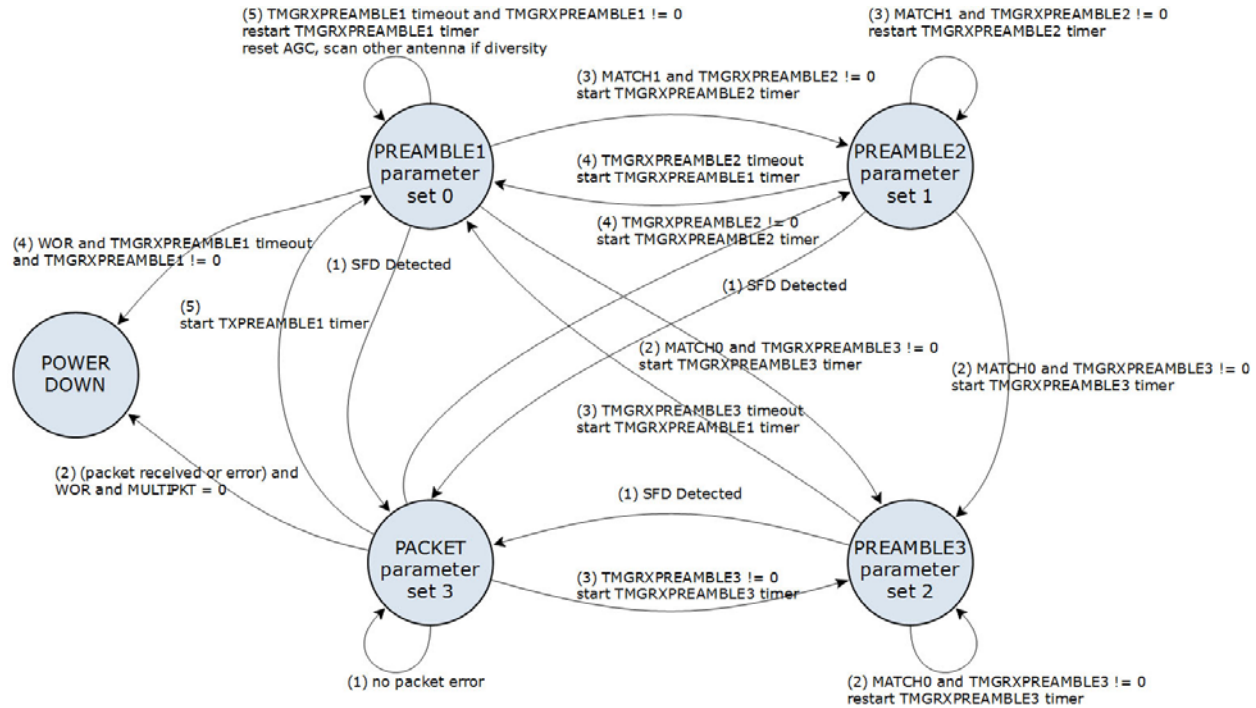 (5) TMGRXPREAMBLE1 timeout and TMGRXPREAMBLE1 != 0
restart TMGRXPREAMBLE1 timer
reset AGC, scan other antenna if diversity
(3) MATCH1 and TMGRXPREAMBLE2 != 0
restart TMGRXPREAMBLE2 timer
(3) MATCH1 and TMGRXPREAMBLE2 != 0
start TMGRXPREAMBLE2 timer
PREAMBLE1
parameter
set 0
PREAMBLE2
parameter
set 1
(4) TMGRXPREAMBLE2 timeout
start TMGRXPREAMBLE1 timer
(4) TMGRXPREAMBLE2 != 0
start TMGRXPREAMBLE2 timer
(4) WOR and TMGRXPREAMBLE1 timeout
and TMGRXPREAMBLE1 != 0
(1) SFD Detected
(1) SFD Detected
(5)
start TXPREAMBLE1 timer
POWER
DOWN
(2) MATCH0 and TMGRXPREAMBLE3 != 0
start TMGRXPREAMBLE3 timer
(2) MATCH0 and TMGRXPREAMBLE3 != 0
start TMGRXPREAMBLE3 timer
(3) TMGRXPREAMBLE3 timeout
start TMGRXPREAMBLE1 timer
(2) (packet received or error) and
WOR and MULTIPKT = 0
(1) SFD Detected
PACKET
parameter
set 3
PREAMBLE3
parameter
set 2
(3) TMGRXPREAMBLE3 != 0
start TMGRXPREAMBLE3 timer
(1) no packet error
(2) MATCH0 and TMGRXPREAMBLE3 != 0
restart TMGRXPREAMBLE3 timer